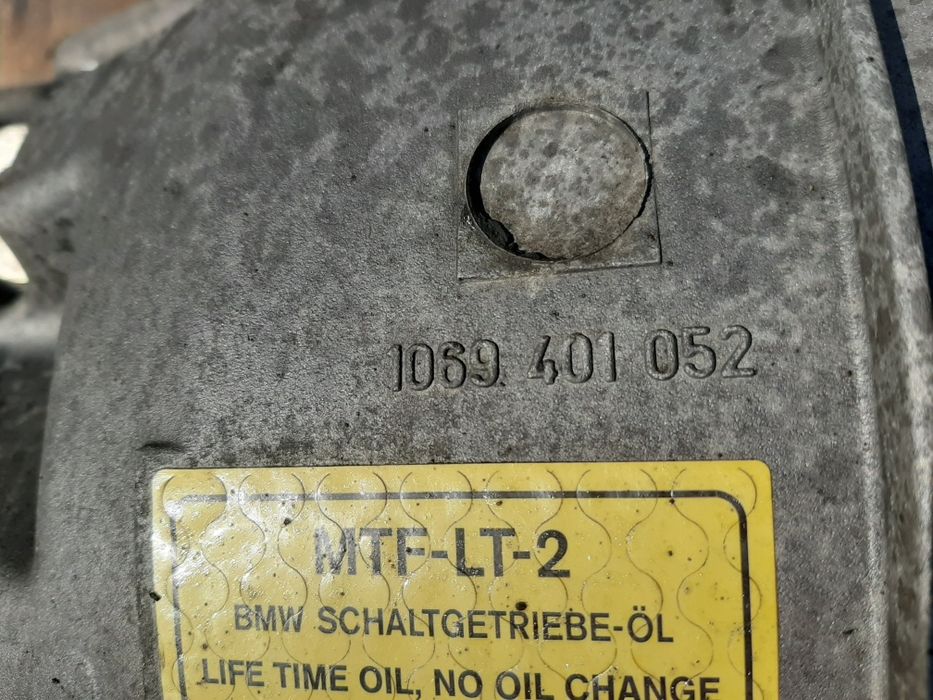 1069 401 052
MTF-LT-2
BMW SCHALTGETRIEBE-ÖL
LIFE TIME OIL, NO OIL CHANGE